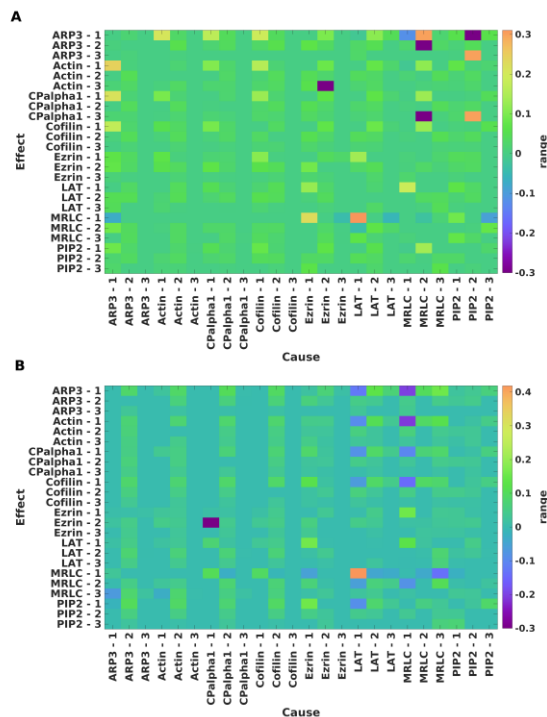 A
ARP3 - 1
ARP3 - 2
ARP3 - 3
Actin - 1
Actin - 2
Actin - 3
CPalpha1 - 1
CPalpha1 - 2
CPalpha1 - 3
Cofilin - 1
Cofilin - 2
Cofilin - 3
Ezrin - 1
Ezrin - 2
Ezrin - 3
LAT - 1
LAT - 2
LAT - 3
MRLC - 1
MRLC - 2
MRLC - 3
PIP2 - 1
PIP2 - 2
PIP2 - 3
Effect
ARP3 - 1
ARP3 - 2
ARP3 - 3
Actin - 1
Actin - 2
Actin - 3
CPalpha1 - 1
CPalpha1 - 2
CPalpha1 - 3
Cofilin - 1
Cofilin - 2
Cofilin - 3
Ezrin - 1
Ezrin - 2
Ezrin - 3
LAT - 1
LAT - 2
LAT - 3
MRLC - 1
MRLC - 2
MRLC - 3
PIP2 - 1
PIP2 - 2
PIP2 - 3
Cause
0.3
0.2
0.1
0
-0.1
-0.2
-0.3
range
B
ARP3 - 1
ARP3 - 2
ARP3 - 3
Actin - 1
Actin - 2
Actin - 3
CPalpha1 - 1
CPalpha1 - 2
CPalpha1 - 3
Cofilin - 1
Cofilin - 2
Cofilin - 3
Ezrin - 1
Ezrin - 2
Ezrin - 3
LAT - 1
LAT - 2
LAT - 3
MRLC - 1
MRLC - 2
MRLC - 3
PIP2 - 1
PIP2 - 2
PIP2 - 3
Effect
ARP3 - 1
ARP3 - 2
ARP3 - 3
Actin - 1
Actin - 2
Actin - 3
CPalpha1 - 1
CPalpha1 - 2
CPalpha1 - 3
Cofilin - 1
Cofilin - 2
Cofilin - 3
Ezrin - 1
Ezrin - 2
Ezrin - 3
LAT - 1
LAT - 2
LAT - 3
MRLC - 1
MRLC - 2
MRLC - 3
PIP2 - 1
PIP2 - 2
PIP2 - 3
Cause
0.4
0.3
0.2
0.1
0
-0.1
-0.2
-0.3
range